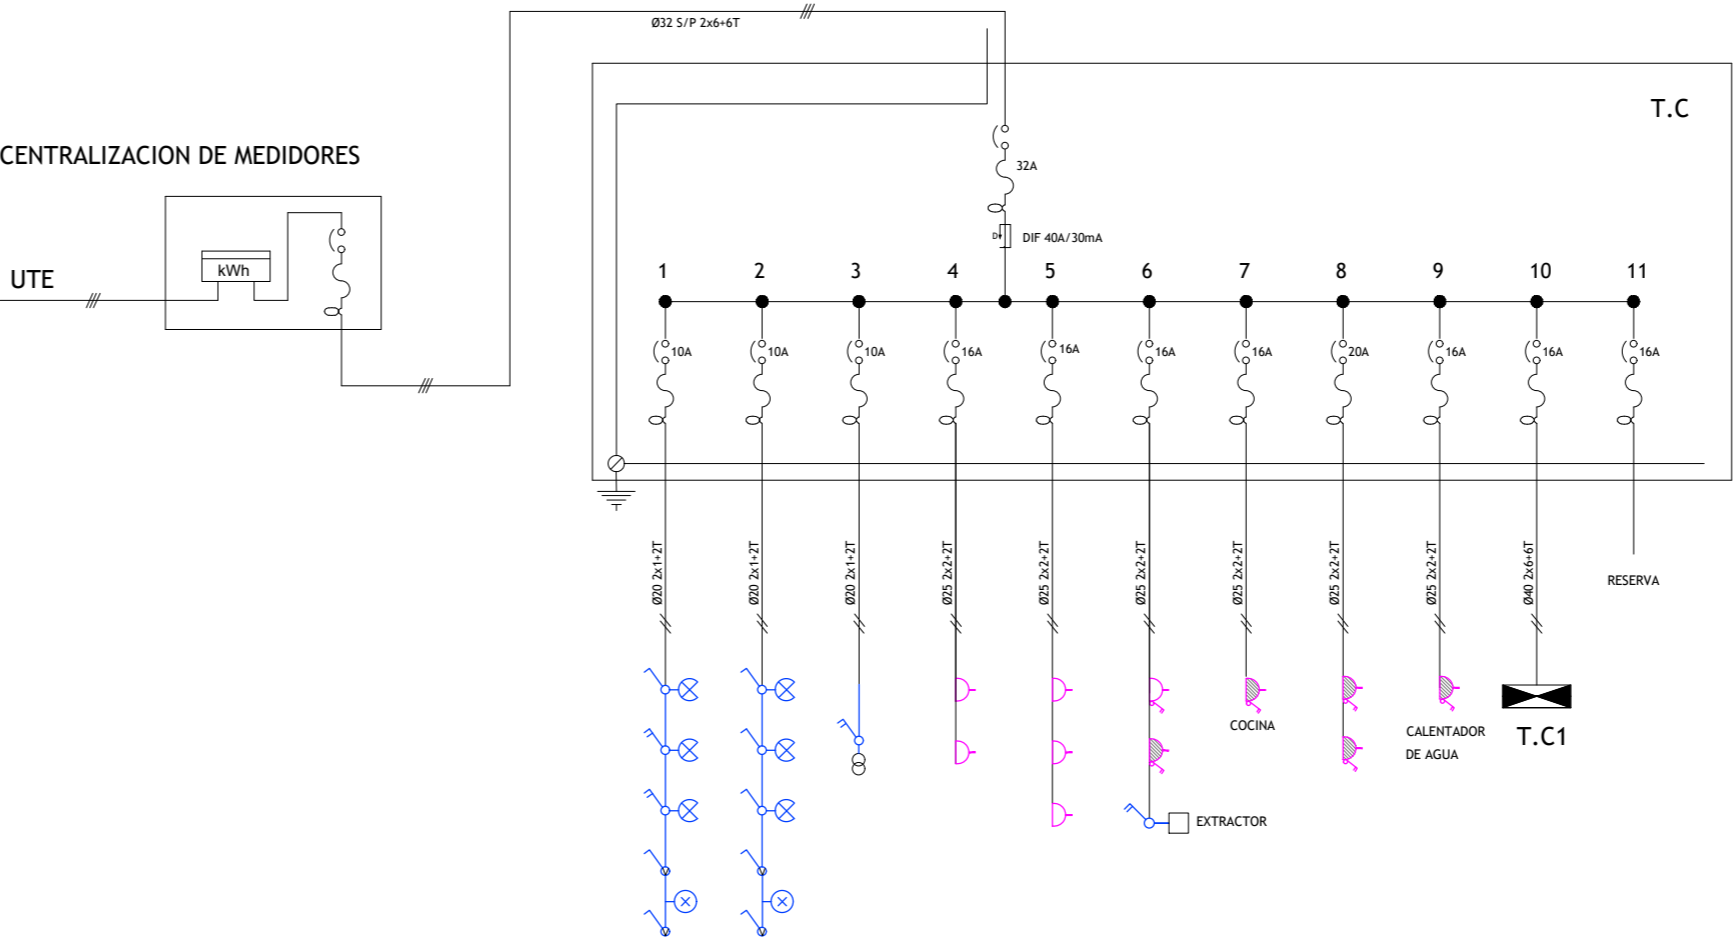 Ø32 S/P 2x6+6T
T.C
CENTRALIZACION DE MEDIDORES
32A
kWh
UTE
D
DIF 40A/30mA
1 2 3 4 5 6 7 8 9 10 11
10A 10A 10A 16A 16A 16A 16A 20A 16A 16A 16A
Ø20 2x1+2T
Ø20 2x1+2T
Ø20 2x1+2T
Ø25 2x2+2T
Ø25 2x2+2T
Ø25 2x2+2T
Ø25 2x2+2T
Ø25 2x2+2T
Ø25 2x2+2T
Ø40 2x6+6T
RESERVA
COCINA
CALENTADOR
DE AGUA
T.C1
EXTRACTOR